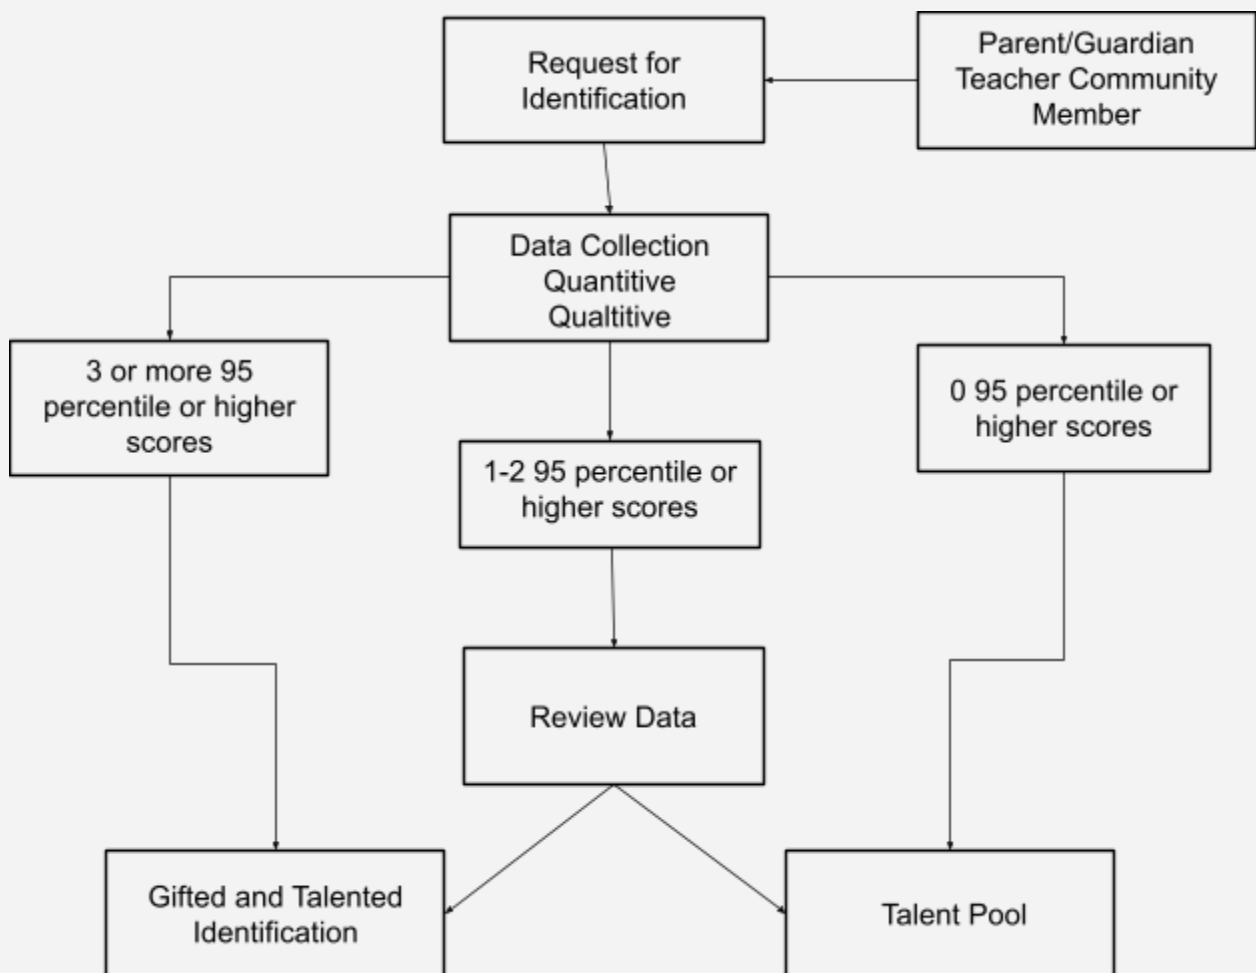 Request for
Identification
Parent/Guardian
Teacher Community
Member
Data Collection
Quantitive
Qualtitive
3 or more 95
percentile or higher
scores
1-2 95 percentile or
higher scores
0 95 percentile or
higher scores
Review Data
Gifted and Talented
Identification
Talent Pool